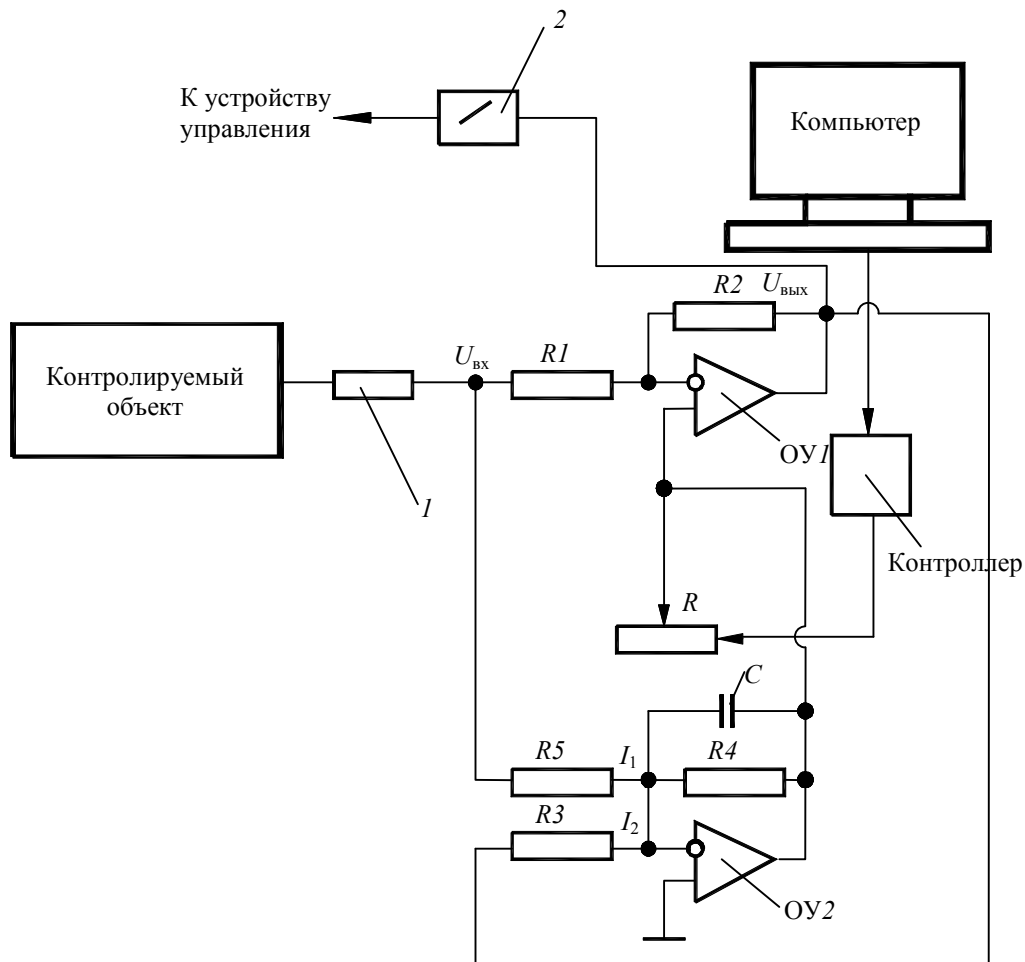 2
К устройству
управления
Компьютер
R2
Uвых
Uвх
R1
Контролируемый
объект
ОУ1
1
Контроллер
R
C
R5
I1
R4
R3
I2
ОУ2